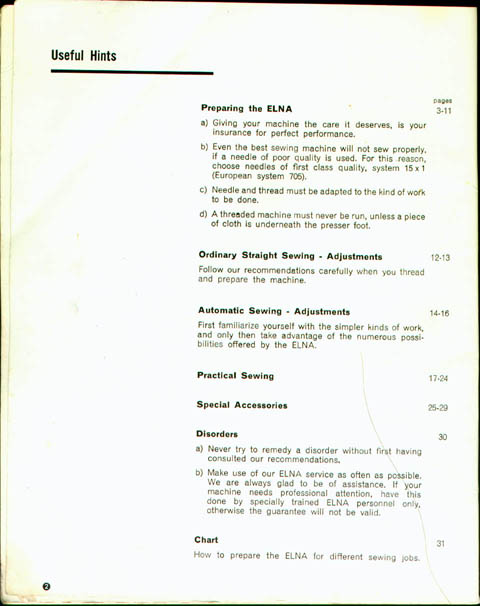 Useful Hints
pages
Preparing the ELNA 3-11
a) Giving your machine the care it deserves, is your
insurance for perfect performance.
b) Even the best sewing machine will not sew properly,
if a needle of poor quality is used. For this reason,
choose needles of first class quality, system 15 x 1
(European system 705).
c) Needle and thread must be adapted to the kind of work
to be done.
d) A threaded machine must never be run, unless a piece
of cloth is underneath the presser foot.
Ordinary Straight Sewing - Adjustments 12-13
Follow our recommendations carefully when you thread
and prepare the machine.
Automatic Sewing - Adjustments 14-16
First familiarize yourself with the simpler kinds of work,
and only then take advantage of the numerous possi-
bilities offered by the ELNA.
Practical Sewing 17-24
Special Accessories 25-29
Disorders 30
a) Never try to remedy a disorder without first having
consulted our recommendations.
b) Make use of our ELNA service as often as possible.
We are always glad to be of assistance. If your
machine needs professional attention, have this
done by specially trained ELNA personnel only,
otherwise the guarantee will not be valid.
Chart 31
How to prepare the ELNA for different sewing jobs.
2